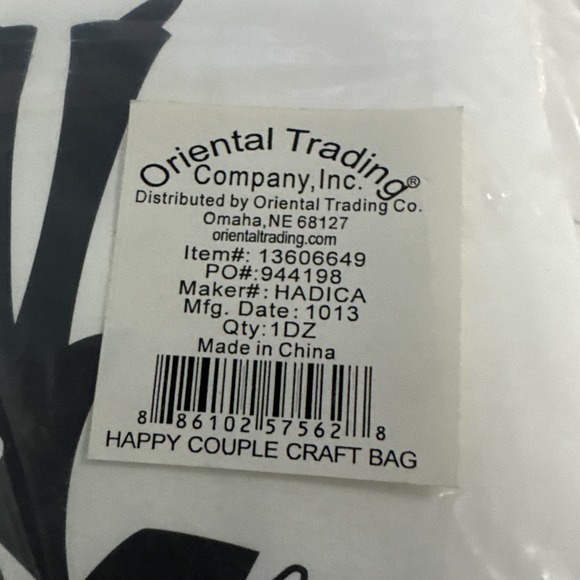 Oriental Trading®
Company,Inc.
Distributed by Oriental Trading Co.
Omaha,NE 68127
orientaltrading.com
Item#: 13606649
PO#:944198
Maker#: HADICA
Mfg. Date: 1013
Qty:1DZ
Made in China
8 86102 57562 8
HAPPY COUPLE CRAFT BAG